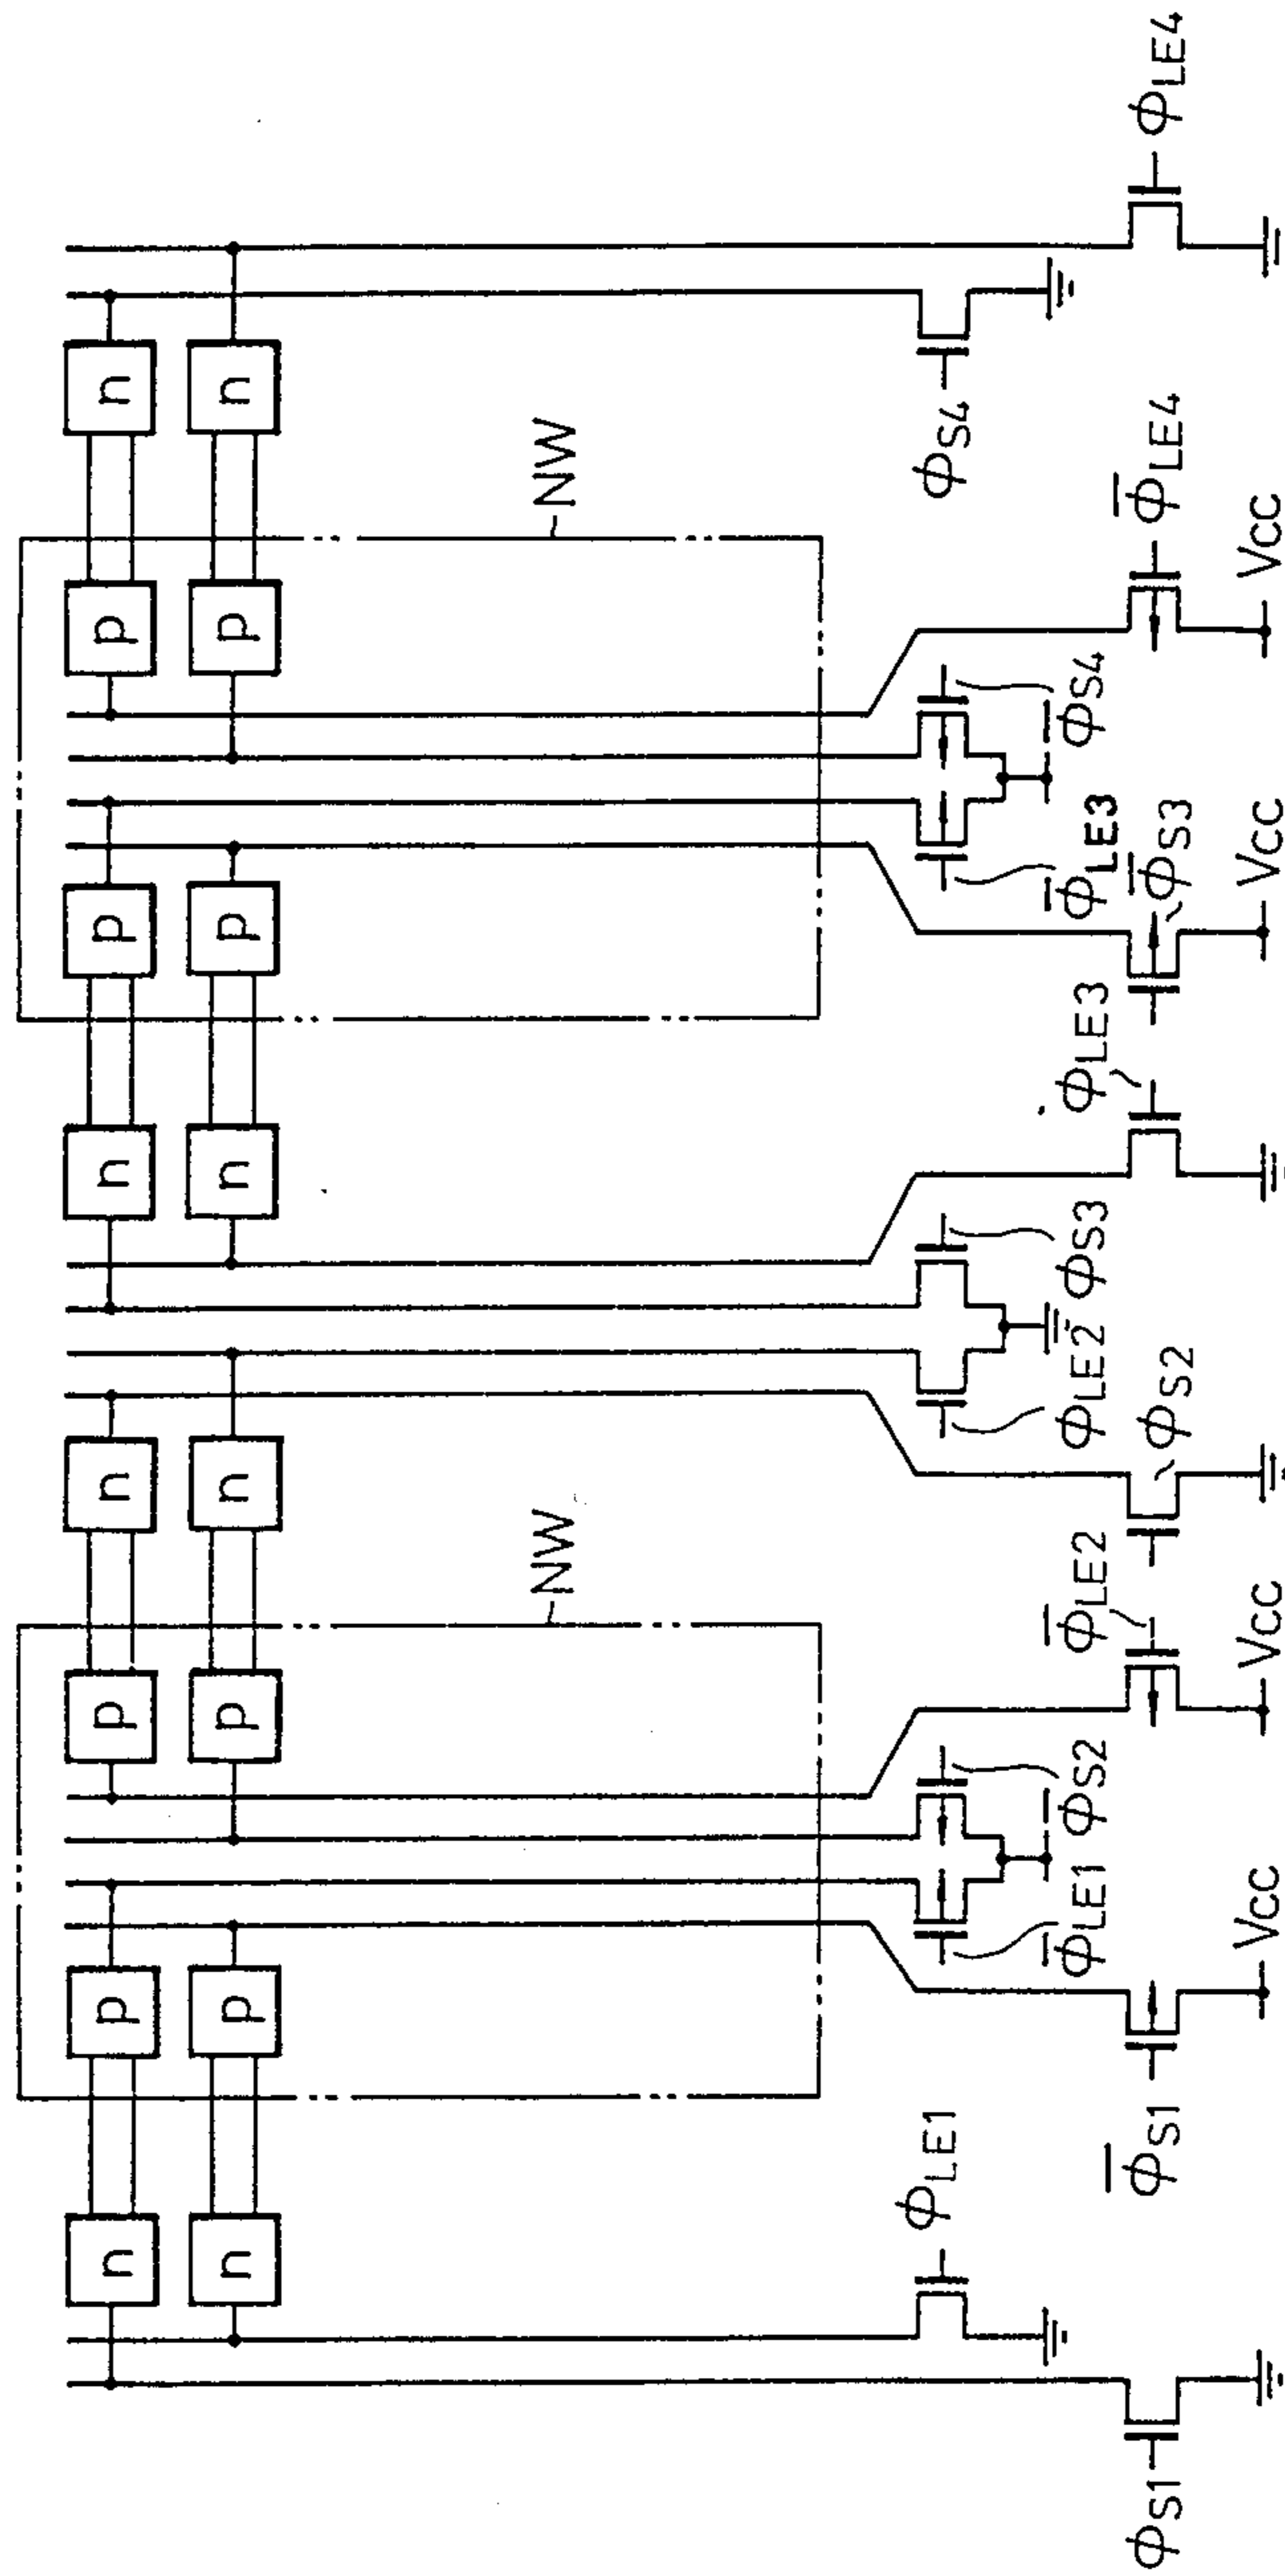 n p p n n p p n
n p p n n p p n
NW NW
ΦLE1 ΦS4
Φ̅LE1 Φ̅S2 Φ̅LE2 ΦLE2 ΦS3 ΦLE3 Φ̅LE3 Φ̅S4
ΦS1 Φ̅S1 ΦS2 Φ̅S3 Φ̅LE4 ΦLE4
VCC VCC VCC VCC